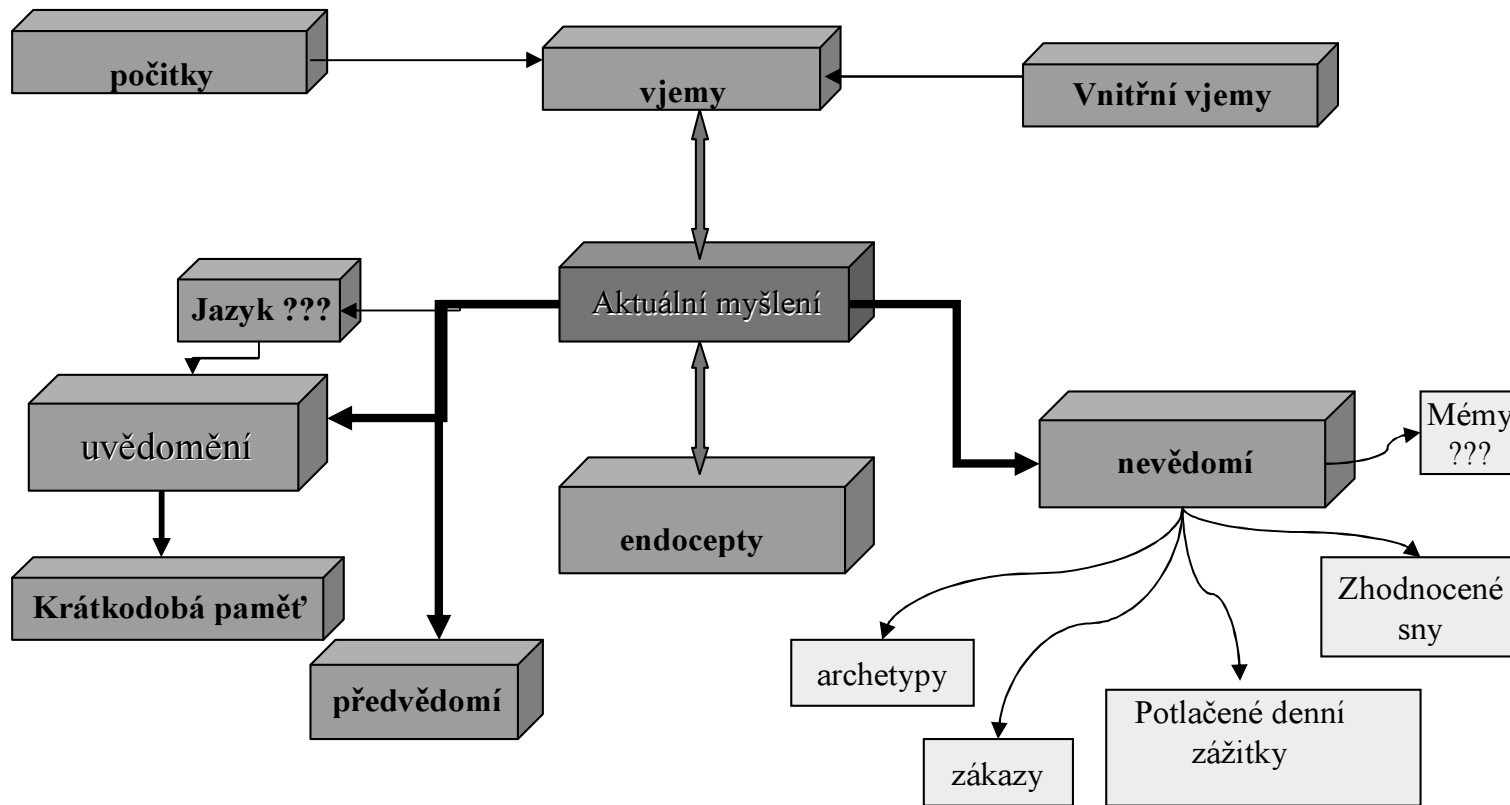 počitky
vjemy
Vnitřní vjemy
Jazyk ???
Aktuální myšlení
uvědomění
nevědomí
Mémy
???
endocepty
Krátkodobá paměť
předvědomí
archetypy
zákazy
Potlačené denní
zážitky
Zhodnocené
sny